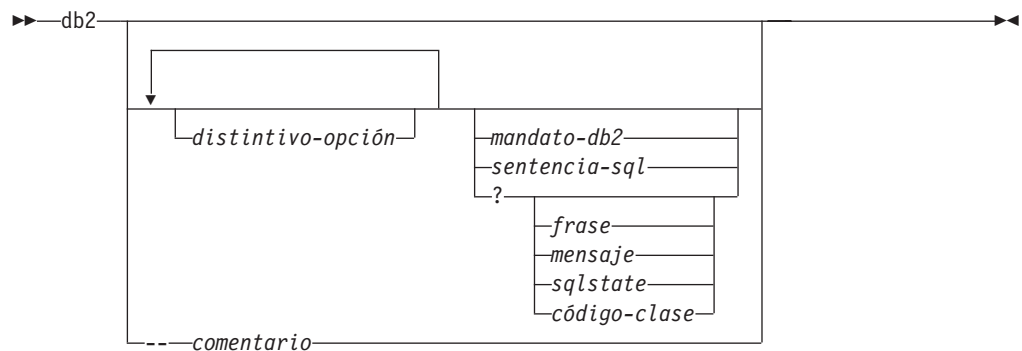 db2
distintivo-opción
mandato-db2
sentencia-sql
?
frase
mensaje
sqlstate
código-clase
-- comentario